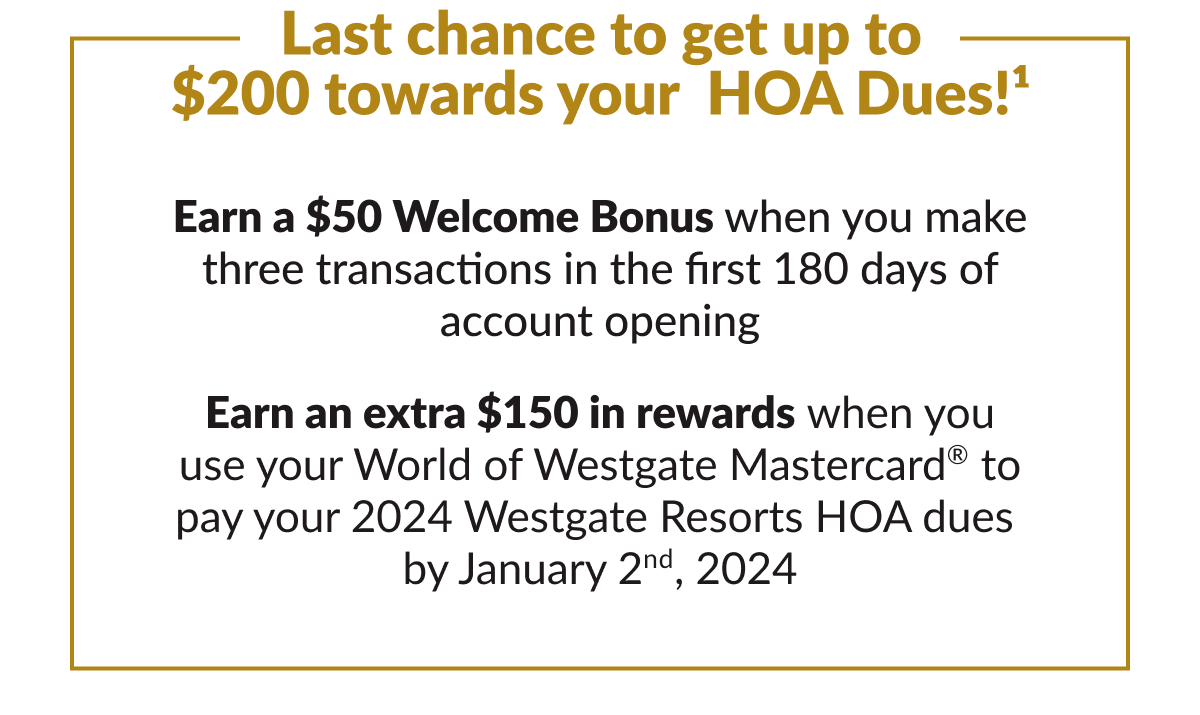 Last chance to get up to
$200 towards your HOA Dues!¹
Earn a $50 Welcome Bonus when you make
three transactions in the first 180 days of
account opening
Earn an extra $150 in rewards when you
use your World of Westgate Mastercard® to
pay your 2024 Westgate Resorts HOA dues
by January 2ⁿᵈ, 2024